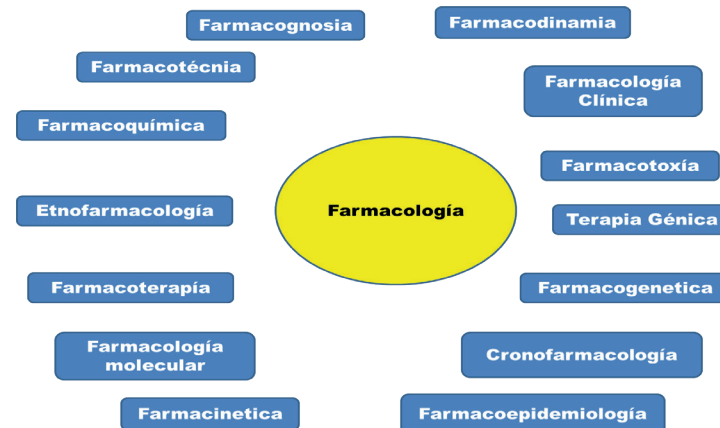 Farmacognosia
Farmacodinamia
Farmacotécnia
Farmacología
Clínica
Farmacoquímica
Farmacotoxía
Etnofarmacología
Farmacología
Terapia Génica
Farmacoterapía
Farmacogenetica
Farmacología
molecular
Cronofarmacología
Farmacinetica
Farmacoepidemiología